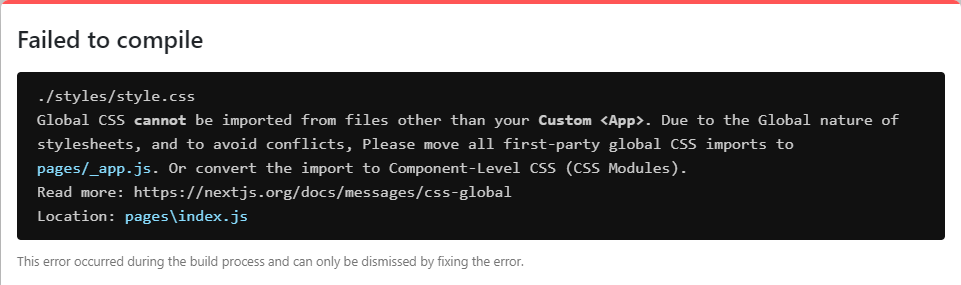 Failed to compile
./styles/style.css
Global CSS cannot be imported from files other than your Custom <App>. Due to the Global nature of
stylesheets, and to avoid conflicts, Please move all first-party global CSS imports to
pages/_app.js. Or convert the import to Component-Level CSS (CSS Modules).
Read more: https://nextjs.org/docs/messages/css-global
Location: pages\index.js
This error occurred during the build process and can only be dismissed by fixing the error.